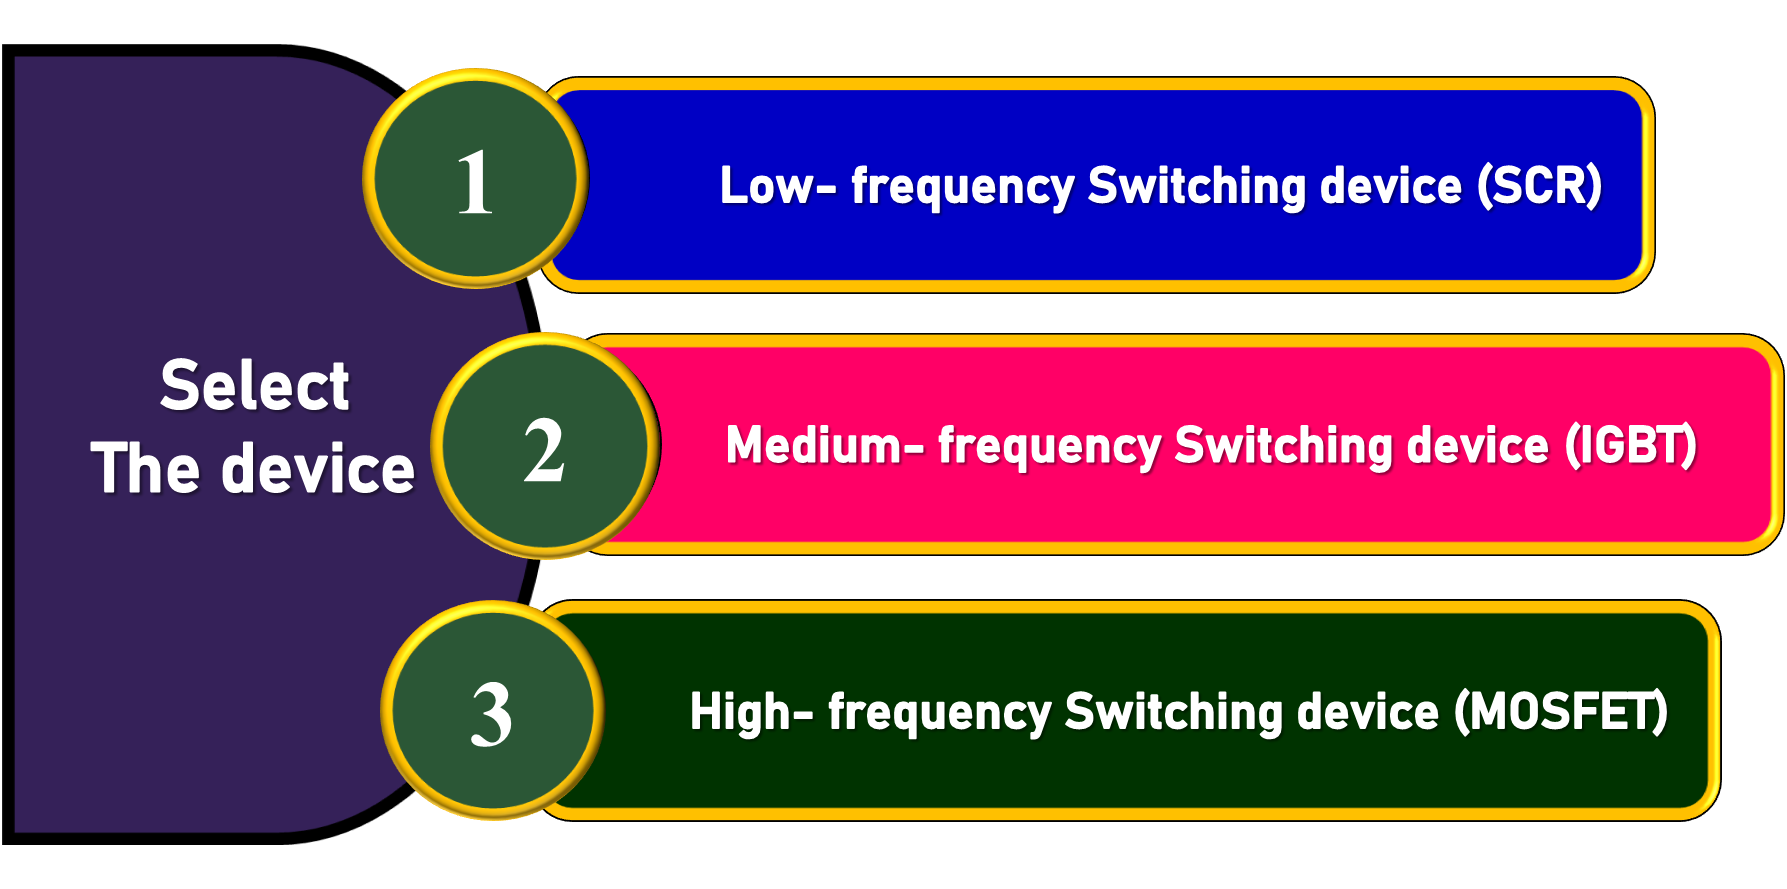 Select
The device
1
Low- frequency Switching device (SCR)
2
Medium- frequency Switching device (IGBT)
3
High- frequency Switching device (MOSFET)